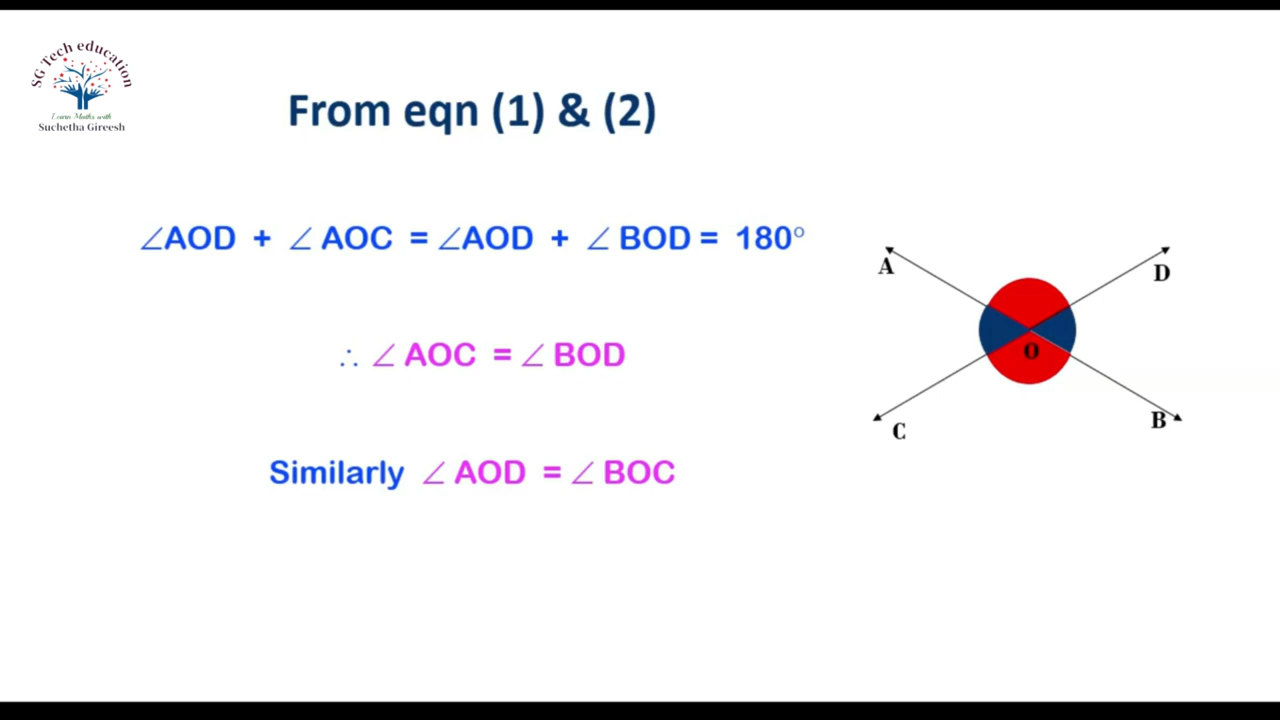 SG Tech education
Learn Maths with
Suchetha Gireesh
From eqn (1) & (2)
∠AOD + ∠ AOC = ∠AOD + ∠ BOD = 180°
∴ ∠ AOC = ∠ BOD
Similarly ∠ AOD = ∠ BOC
A
D
O
C
B